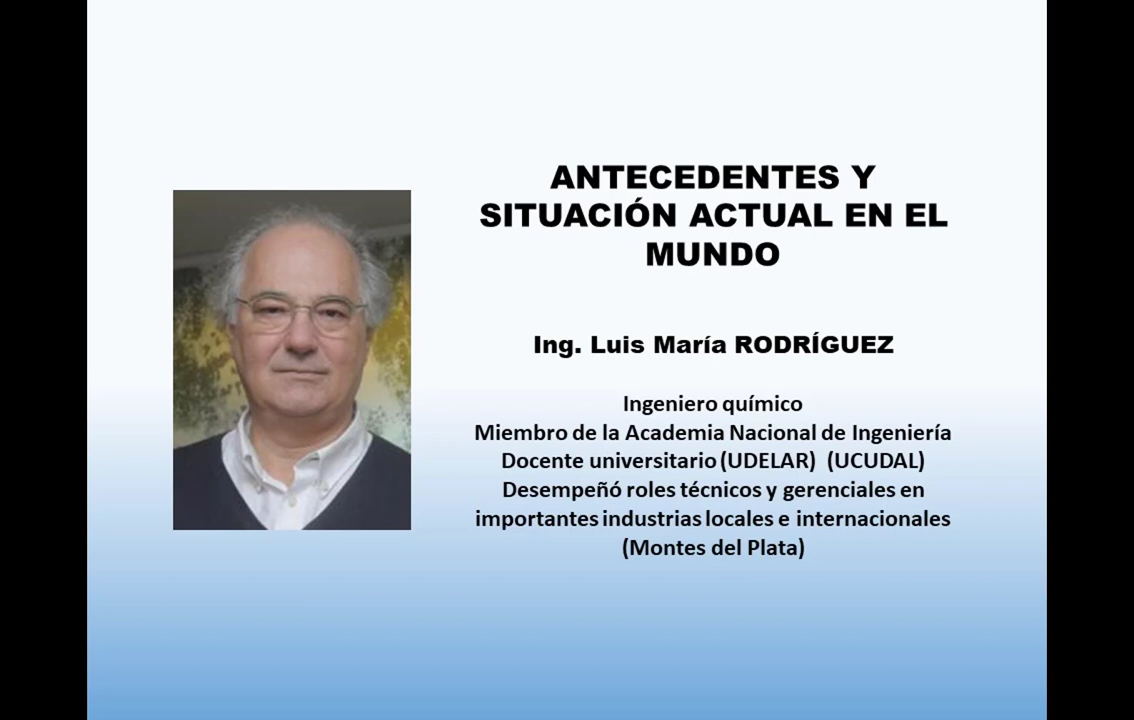 ANTECEDENTES Y
SITUACIÓN ACTUAL EN EL
MUNDO
Ing. Luis María RODRÍGUEZ
Ingeniero químico
Miembro de la Academia Nacional de Ingeniería
Docente universitario (UDELAR) (UCUDAL)
Desempeñó roles técnicos y gerenciales en
importantes industrias locales e internacionales
(Montes del Plata)